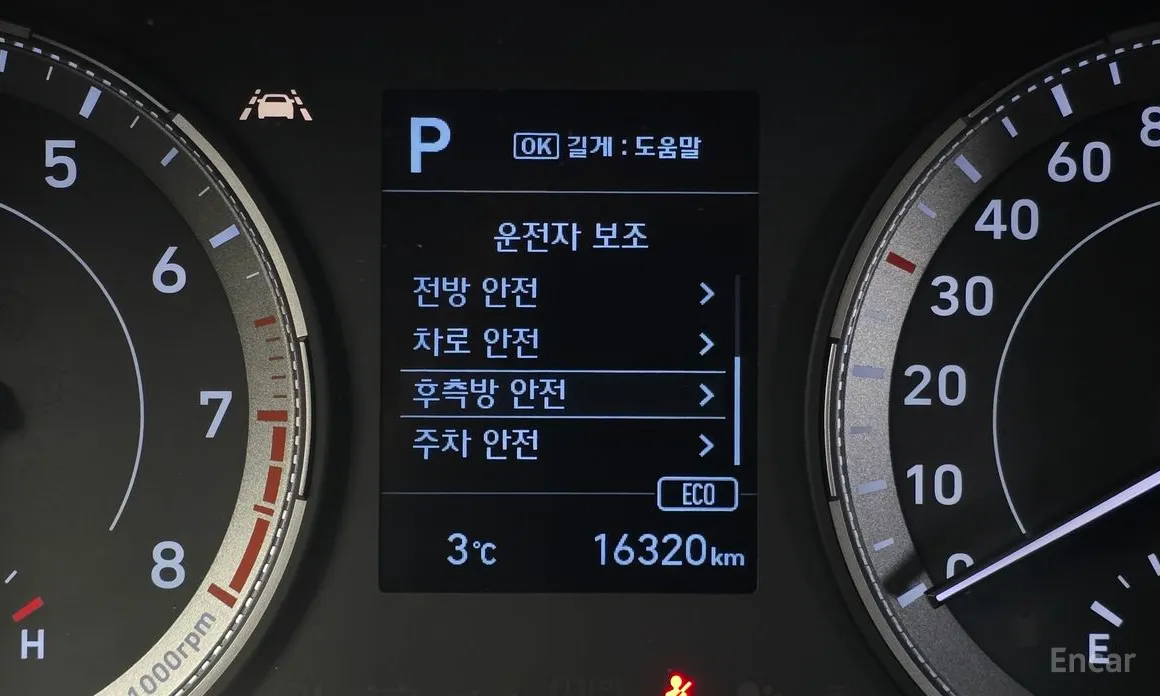 P
OK 길게 : 도움말
운전자 보조
전방 안전
차로 안전
후측방 안전
주차 안전
ECO
3℃ 16320km
5
6
7
8
1000rpm
H
8
60
40
30
20
10
0
E
Encar